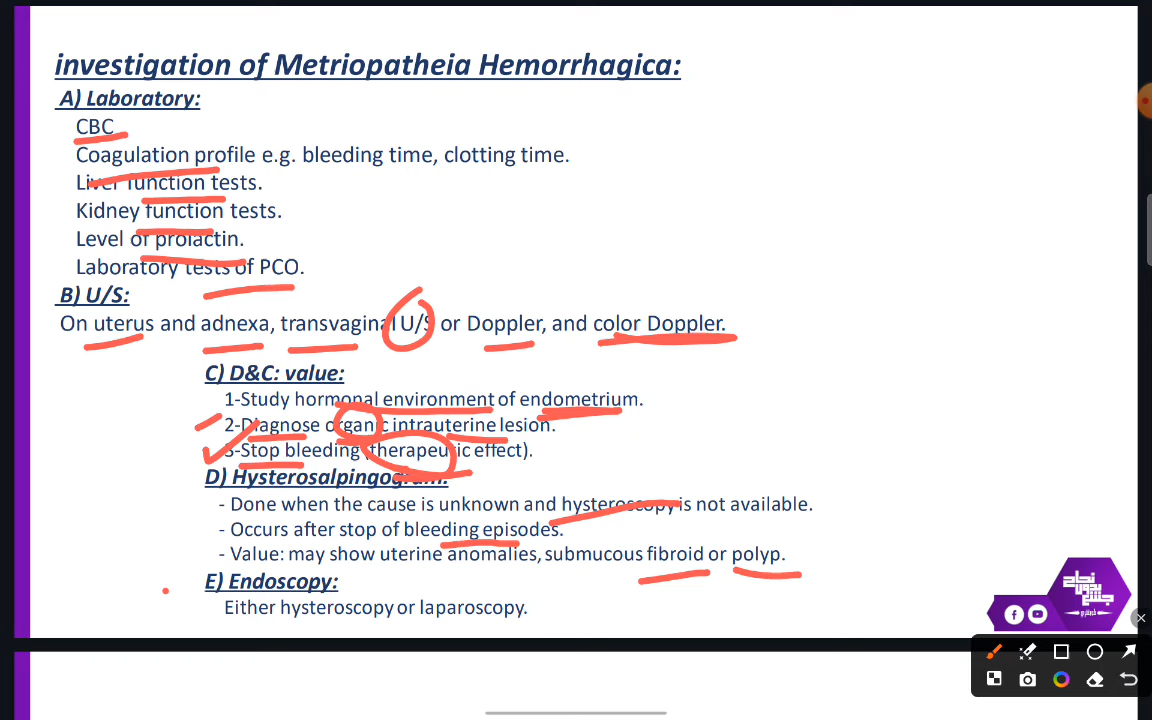 investigation of Metriopatheia Hemorrhagica:
A) Laboratory:
CBC
Coagulation profile e.g. bleeding time, clotting time.
Liver function tests.
Kidney function tests.
Level of prolactin.
Laboratory tests of PCO.
B) U/S:
On uterus and adnexa, transvaginal U/S or Doppler, and color Doppler.
C) D&C: value:
1-Study hormonal environment of endometrium.
2-Diagnose organic intrauterine lesion.
3-Stop bleeding (therapeutic effect).
D) Hysterosalpingogram:
- Done when the cause is unknown and hysteroscopy is not available.
- Occurs after stop of bleeding episodes.
- Value: may show uterine anomalies, submucous fibroid or polyp.
E) Endoscopy:
Either hysteroscopy or laparoscopy.